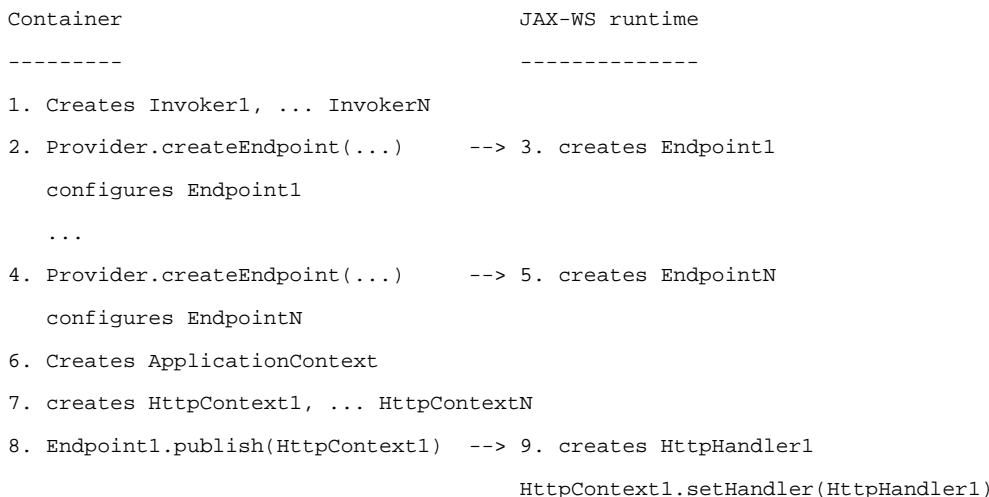 Container                                  JAX-WS runtime
---------                                  --------------
1. Creates Invoker1, ... InvokerN
2. Provider.createEndpoint(...)       --> 3. creates Endpoint1
   configures Endpoint1
   ...
4. Provider.createEndpoint(...)       --> 5. creates EndpointN
   configures EndpointN
6. Creates ApplicationContext
7. creates HttpContext1, ... HttpContextN
8. Endpoint1.publish(HttpContext1)  --> 9. creates HttpHandler1
                                           HttpContext1.setHandler(HttpHandler1)